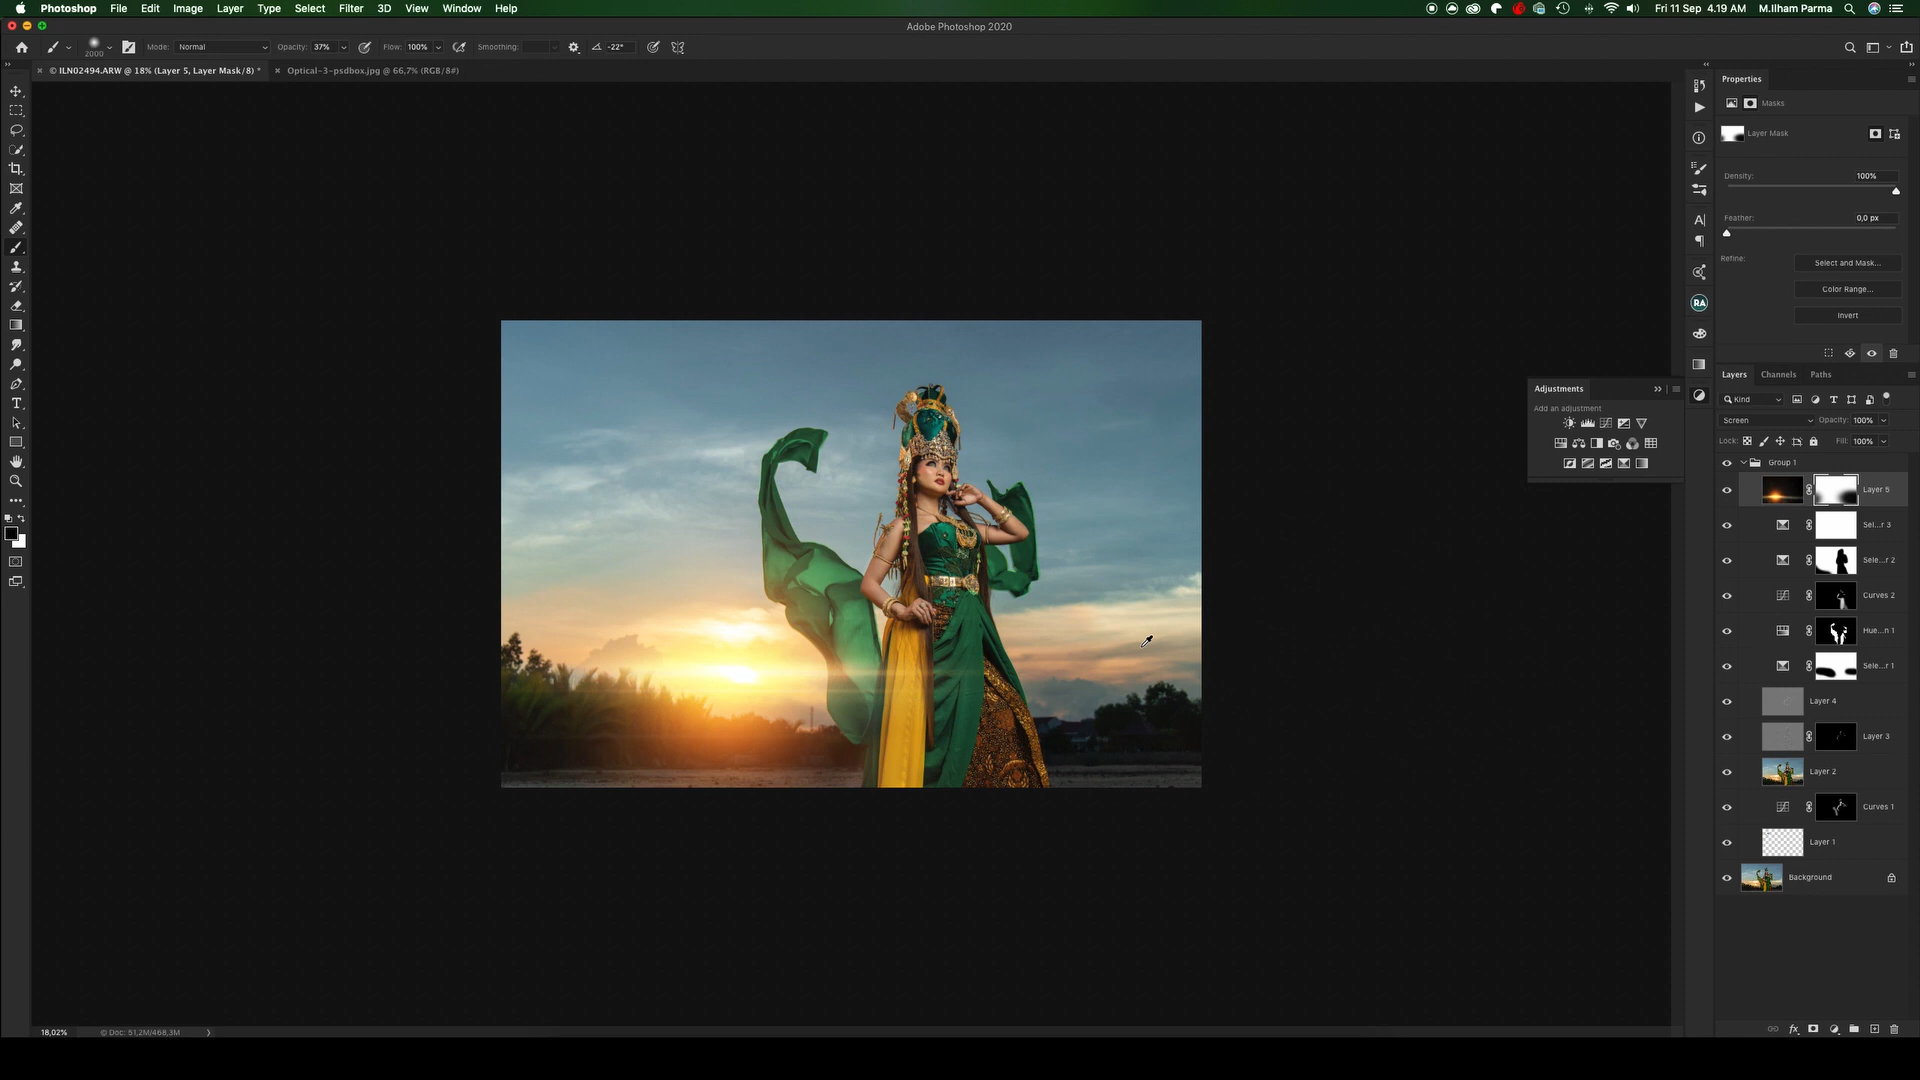 Photoshop File Edit Image Layer Type Select Filter 3D View Window Help Fri 11 Sep 4.19 AM M.Ilham Parma
Adobe Photoshop 2020
2000 Mode: Normal Opacity: 37% Flow: 100% Smoothing: -22°
© ILN02494.ARW @ 18% (Layer 5, Layer Mask/8) * Optical-3-psdbox.jpg @ 66,7% (RGB/8#)
Properties
Masks
Layer Mask
Density: 100%
Feather: 0,0 px
Refine: Select and Mask...
Color Range...
Invert
RA
Adjustments
Add an adjustment
Layers Channels Paths
Kind
Screen Opacity: 100%
Lock: Fill: 100%
Group 1
Layer 5
Sel...r 3
Sele...r 2
Curves 2
Hue...n 1
Sele...r 1
Layer 4
Layer 3
Layer 2
Curves 1
Layer 1
Background
18,02% © Doc: 51,2M/468,3M